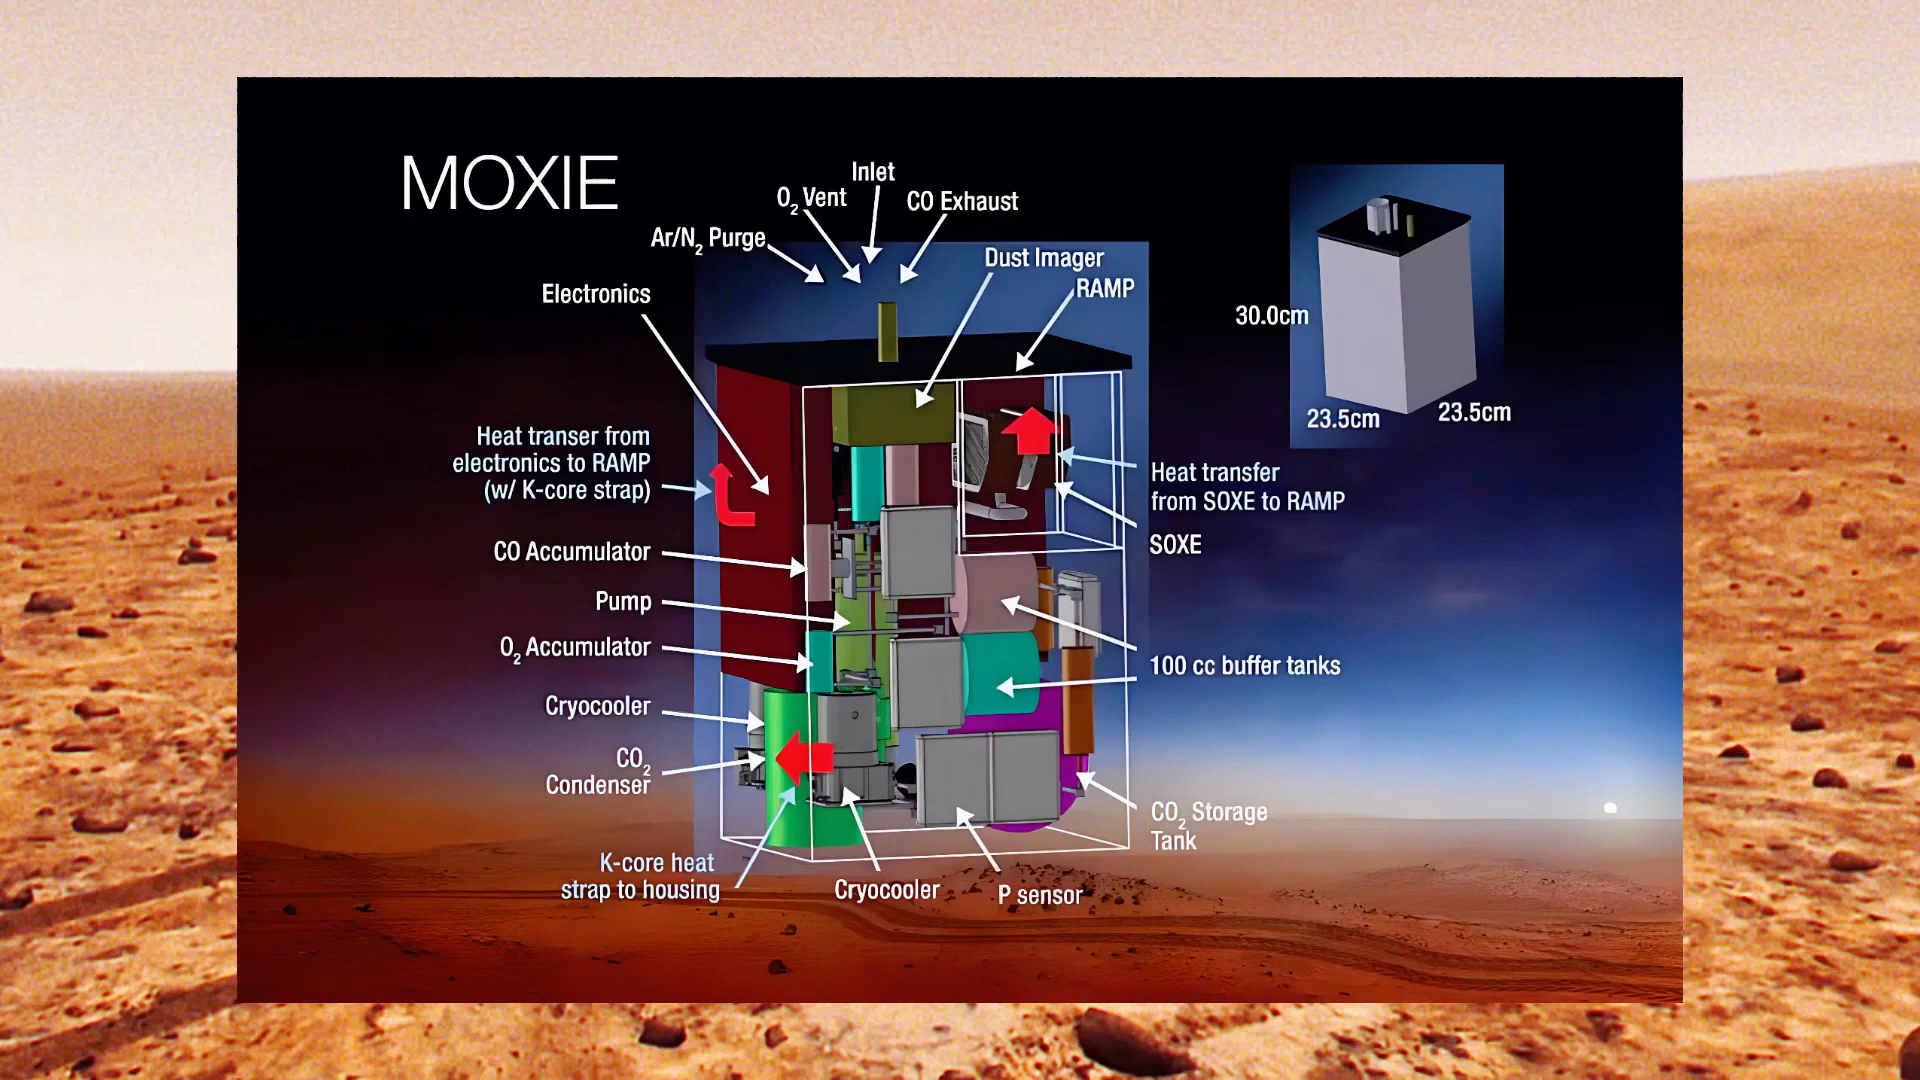 MOXIE
Inlet
O2 Vent
CO Exhaust
Ar/N2 Purge
Dust Imager
RAMP
Electronics
30.0cm
23.5cm
23.5cm
Heat transer from
electronics to RAMP
(w/ K-core strap)
Heat transfer
from SOXE to RAMP
SOXE
CO Accumulator
Pump
O2 Accumulator
100 cc buffer tanks
Cryocooler
CO2
Condenser
CO2 Storage
Tank
K-core heat
strap to housing
Cryocooler
P sensor